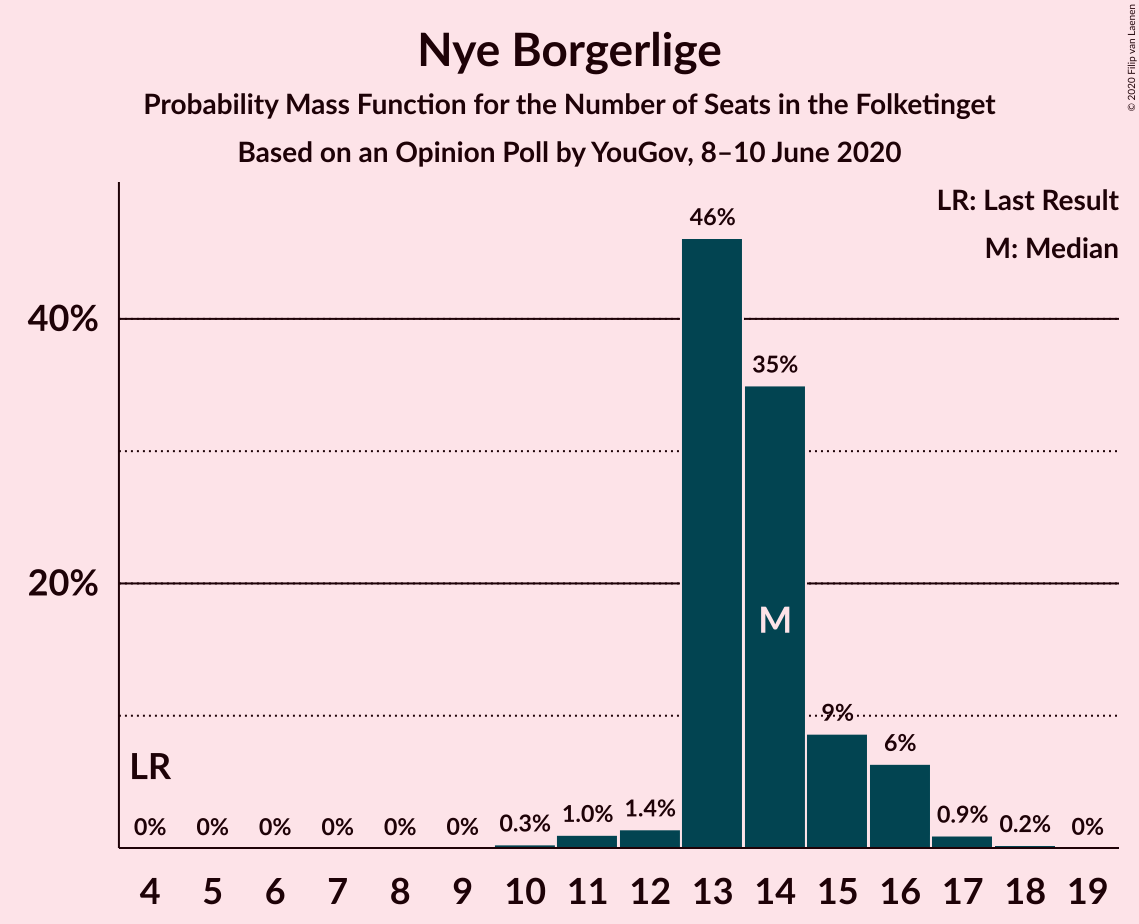 Nye Borgerlige
Probability Mass Function for the Number of Seats in the Folketinget
Based on an Opinion Poll by YouGov, 8–10 June 2020
© 2020 Filip van Laenen
LR: Last Result
M: Median
46%
40%
35%
20%
M
9%
6%
LR
0% 0% 0% 0% 0% 0% 0.3% 1.0% 1.4% 0.9% 0.2% 0%
4 5 6 7 8 9 10 11 12 13 14 15 16 17 18 19